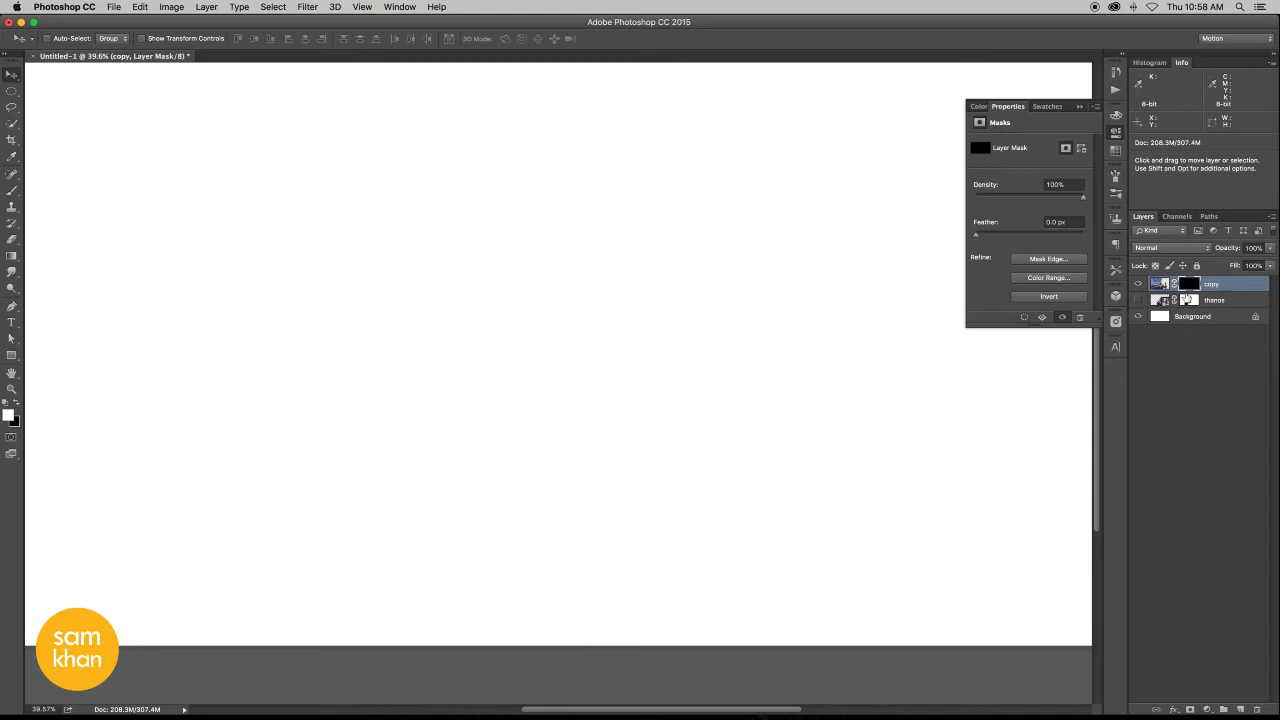 Photoshop CC File Edit Image Layer Type Select Filter 3D View Window Help Thu 10:58 AM
Adobe Photoshop CC 2015
Auto-Select: Group Show Transform Controls 3D Mode: Motion
Untitled-1 @ 39.6% (copy, Layer Mask/8) *
Histogram Info
K: C:
M:
Y:
K:
8-bit 8-bit
X: W:
Y: H:
Doc: 208.3M/307.4M
Click and drag to move layer or selection.
Use Shift and Opt for additional options.
Color Properties Swatches
Masks
Layer Mask
Density: 100%
Feather: 0.0 px
Refine: Mask Edge...
Color Range...
Invert
Layers Channels Paths
Kind
Normal Opacity: 100%
Lock: Fill: 100%
copy
thanos
Background
sam
khan
39.57% Doc: 208.3M/307.4M